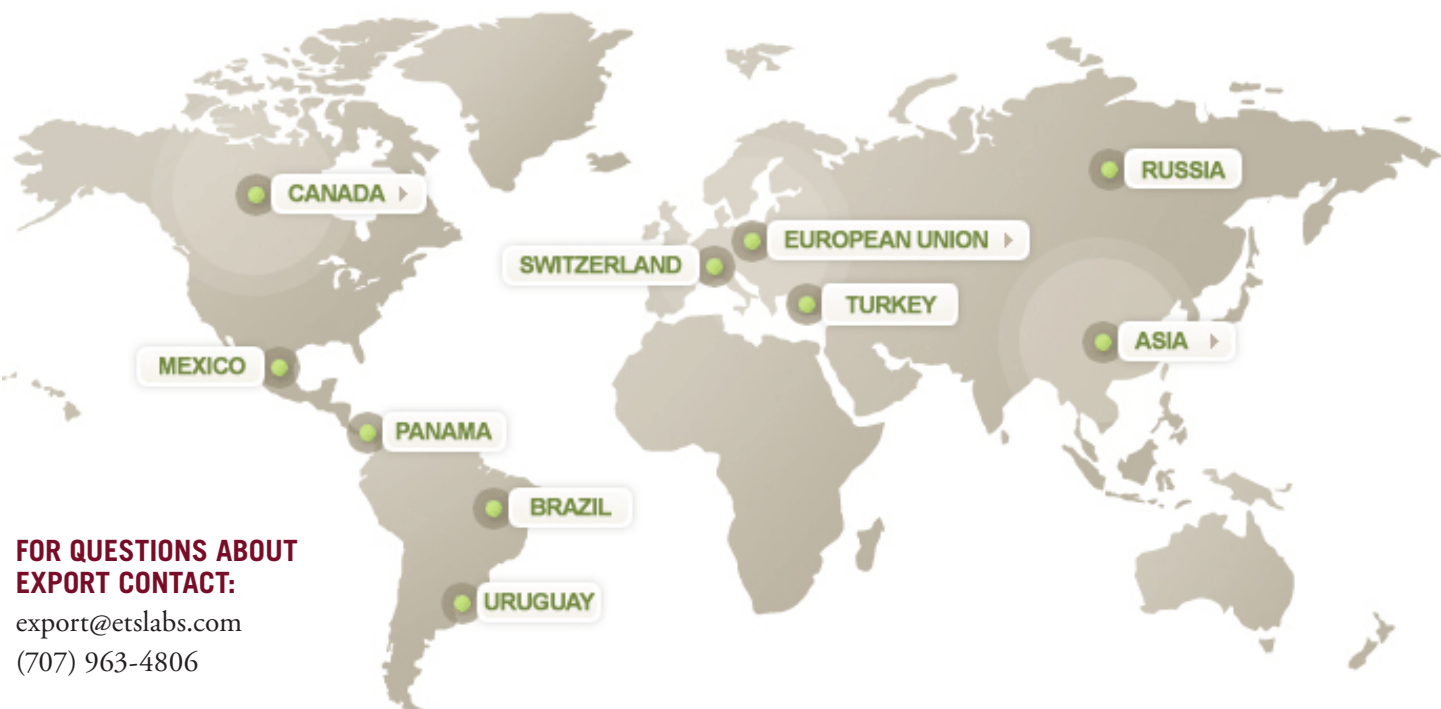 CANADA
RUSSIA
EUROPEAN UNION
SWITZERLAND
TURKEY
ASIA
MEXICO
PANAMA
BRAZIL
URUGUAY
FOR QUESTIONS ABOUT
EXPORT CONTACT:
export@etslabs.com
(707) 963-4806